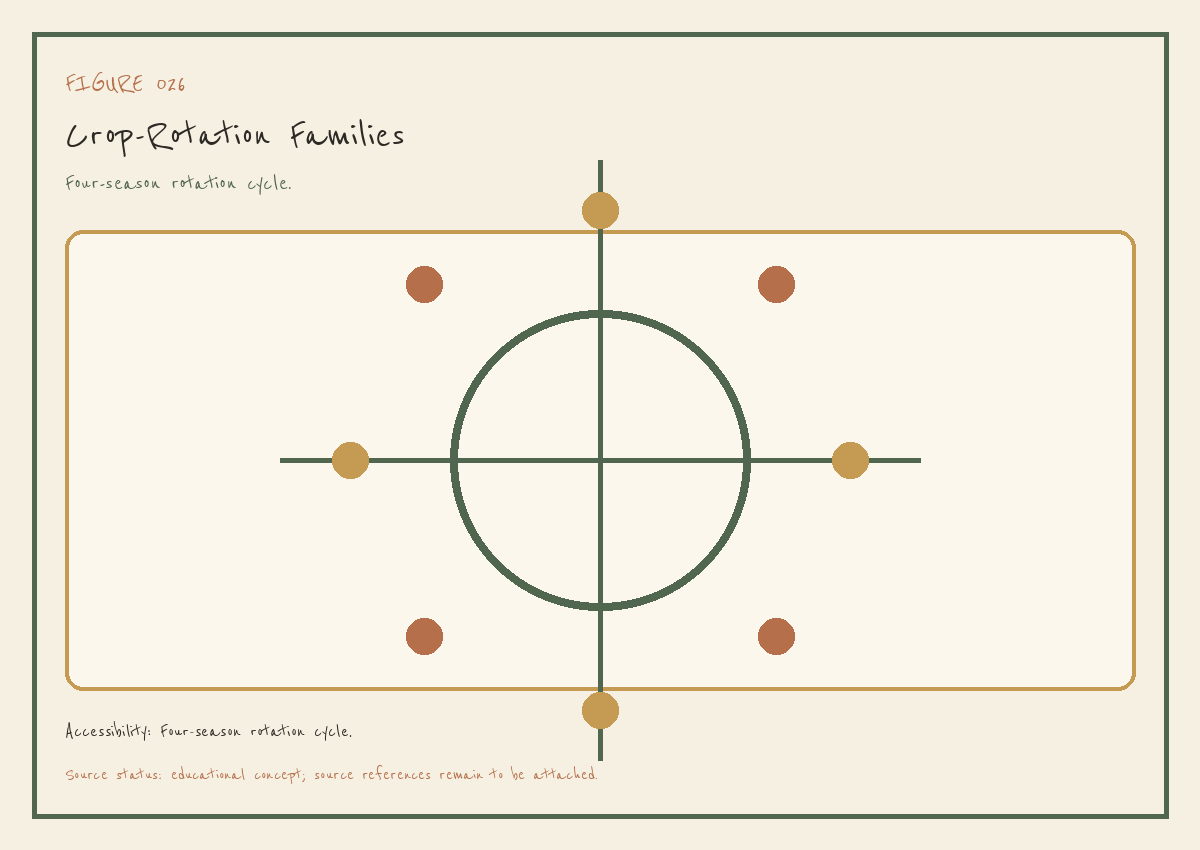 FIGURE 026
Crop-Rotation Families
Four-season rotation cycle.
Accessibility: Four-season rotation cycle.
Source status: educational concept; source references remain to be attached.